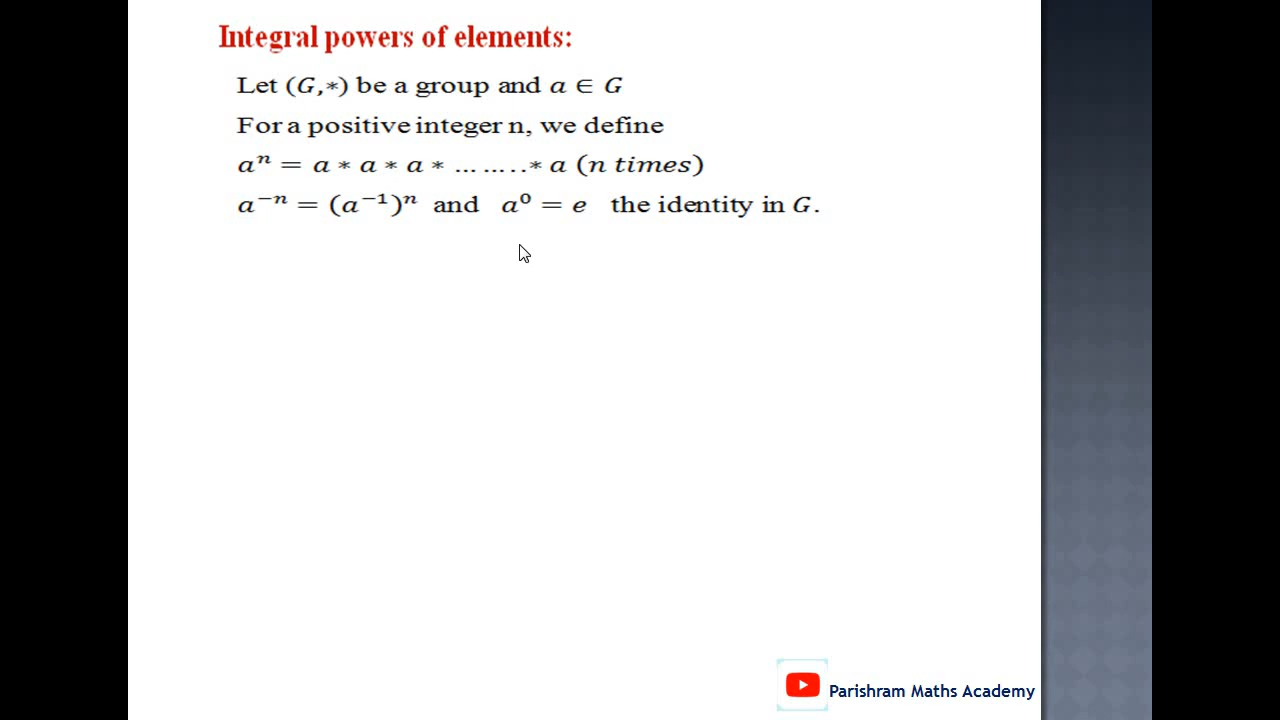 Integral powers of elements:
Let (G,∗) be a group and a ∈ G
For a positive integer n, we define
aⁿ = a ∗ a ∗ a ∗ … … . . ∗ a (n times)
a⁻ⁿ = (a⁻¹)ⁿ and a⁰ = e the identity in G.
Parishram Maths Academy